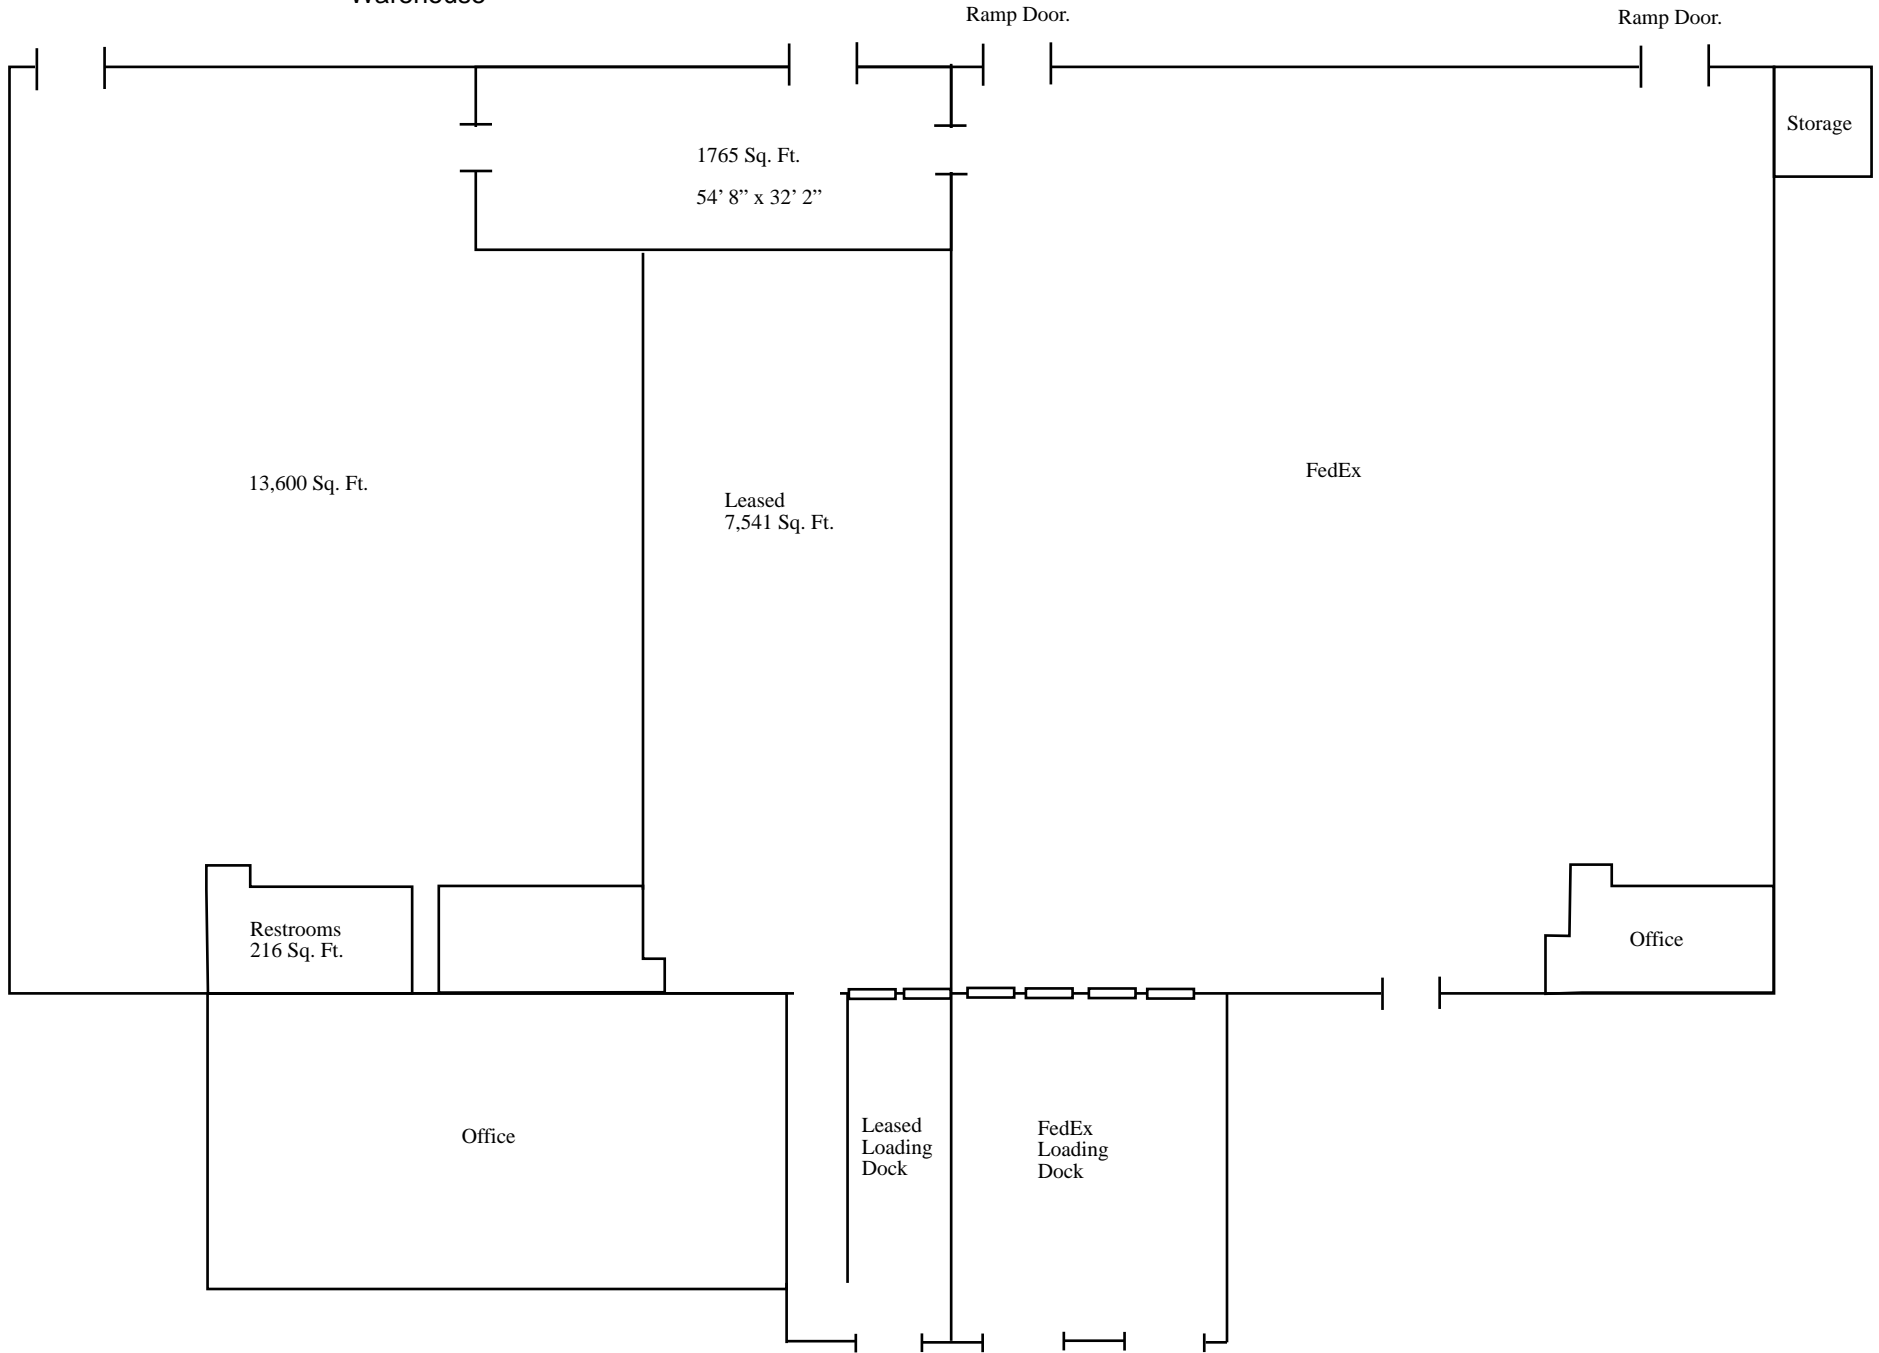 Warehouse
Ramp Door.
Ramp Door.
Storage
1765 Sq. Ft.
54’ 8” x 32’ 2”
13,600 Sq. Ft.
Leased
7,541 Sq. Ft.
FedEx
Restrooms
216 Sq. Ft.
Office
Office
Leased
Loading
Dock
FedEx
Loading
Dock